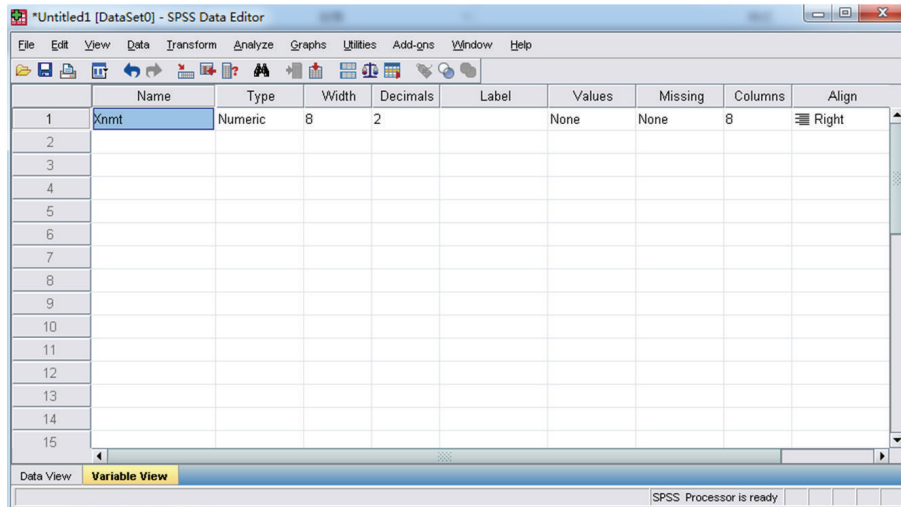 *Untitled1 [DataSet0] - SPSS Data Editor
File Edit View Data Transform Analyze Graphs Utilities Add-ons Window Help
Name Type Width Decimals Label Values Missing Columns Align
1 Xnmt Numeric 8 2 None None 8 Right
2
3
4
5
6
7
8
9
10
11
12
13
14
15
Data View Variable View
SPSS Processor is ready